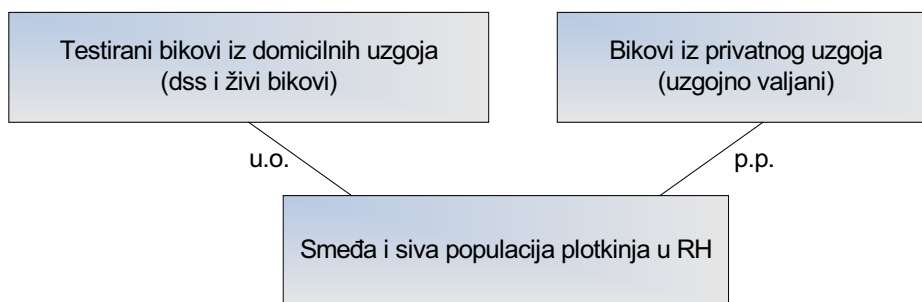 Testirani bikovi iz domicilnih uzgoja
(dss i živi bikovi)
Bikovi iz privatnog uzgoja
(uzgojno valjani)
u.o.
p.p.
Smeđa i siva populacija plotkinja u RH